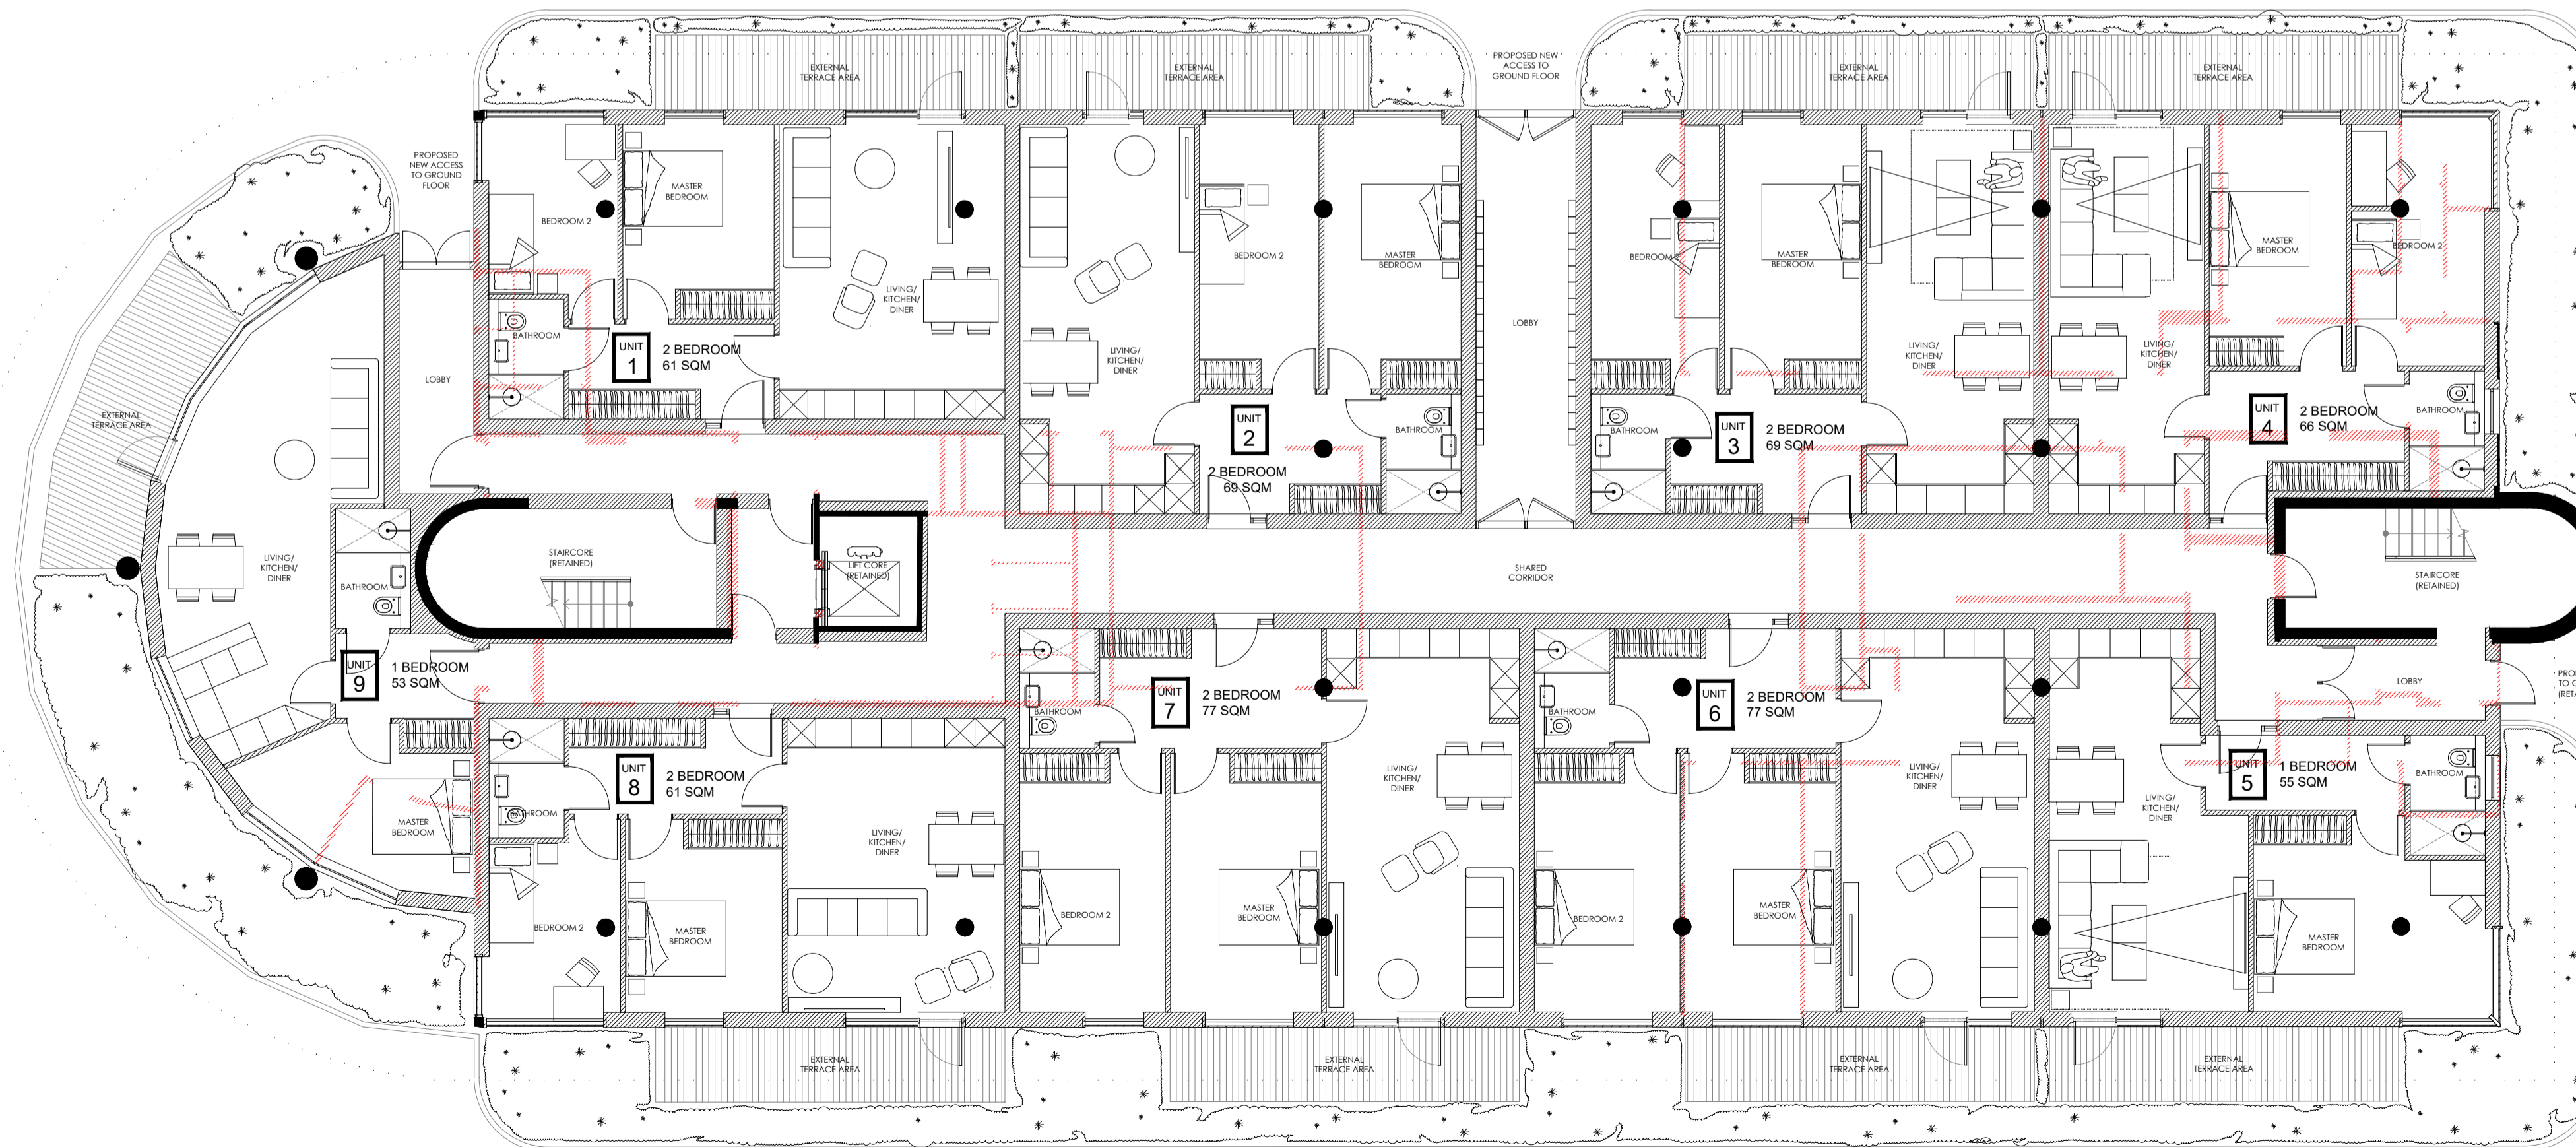 EXTERNAL
TERRACE AREA
EXTERNAL
TERRACE AREA
PROPOSED NEW
ACCESS TO
GROUND FLOOR
EXTERNAL
TERRACE AREA
EXTERNAL
TERRACE AREA
PROPOSED
NEW ACCESS
TO GROUND
FLOOR
BEDROOM 2
MASTER
BEDROOM
LIVING/
KITCHEN/
DINER
BATHROOM
UNIT
1
2 BEDROOM
61 SQM
LOBBY
LIVING/
KITCHEN/
DINER
BEDROOM 2
MASTER
BEDROOM
UNIT
2
2 BEDROOM
69 SQM
BATHROOM
LOBBY
BEDROOM 2
MASTER
BEDROOM
LIVING/
KITCHEN/
DINER
BATHROOM
UNIT
3
2 BEDROOM
69 SQM
LIVING/
KITCHEN/
DINER
MASTER
BEDROOM
BEDROOM 2
UNIT
4
2 BEDROOM
66 SQM
BATHROOM
EXTERNAL
TERRACE AREA
LIVING/
KITCHEN/
DINER
BATHROOM
STAIRCORE
(RETAINED)
LIFT CORE
(RETAINED)
SHARED
CORRIDOR
STAIRCORE
(RETAINED)
LOBBY
UNIT
9
1 BEDROOM
53 SQM
MASTER
BEDROOM
UNIT
8
2 BEDROOM
61 SQM
BATHROOM
BEDROOM 2
MASTER
BEDROOM
LIVING/
KITCHEN/
DINER
BATHROOM
UNIT
7
2 BEDROOM
77 SQM
BEDROOM 2
MASTER
BEDROOM
LIVING/
KITCHEN/
DINER
BATHROOM
UNIT
6
2 BEDROOM
77 SQM
BEDROOM 2
MASTER
BEDROOM
LIVING/
KITCHEN/
DINER
UNIT
5
1 BEDROOM
55 SQM
BATHROOM
LIVING/
KITCHEN/
DINER
MASTER
BEDROOM
EXTERNAL
TERRACE AREA
EXTERNAL
TERRACE AREA
EXTERNAL
TERRACE AREA
EXTERNAL
TERRACE AREA